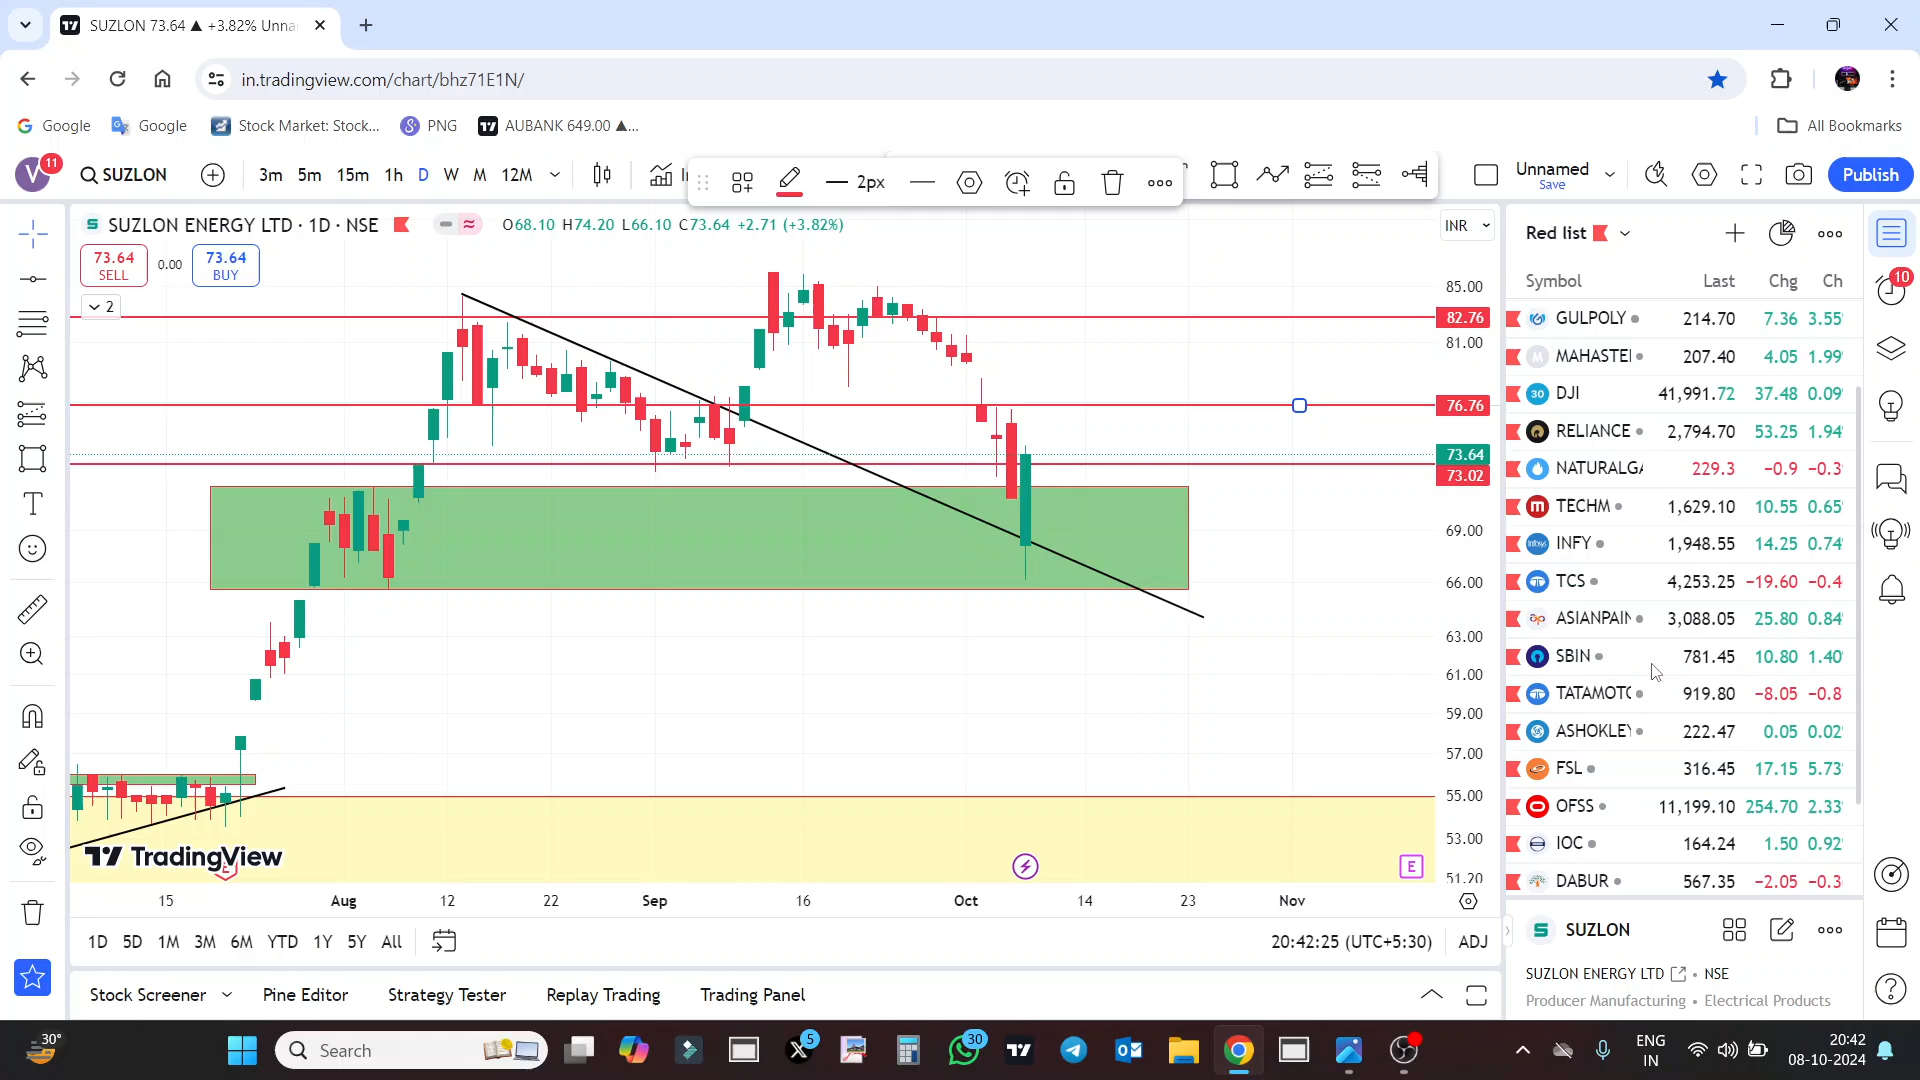 SUZLON 73.64 ▲ +3.82% Unna
in.tradingview.com/chart/bhz71E1N/
Google
Google
Stock Market: Stock...
PNG
AUBANK 649.00 ▲...
All Bookmarks
V 11
SUZLON
3m 5m 15m 1h D W M 12M
2px
Unnamed
Save
Publish
SUZLON ENERGY LTD · 1D · NSE
O68.10 H74.20 L66.10 C73.64 +2.71 (+3.82%)
INR
73.64
SELL
0.00
73.64
BUY
2
85.00
82.76
81.00
76.76
73.64
73.02
69.00
66.00
63.00
61.00
59.00
57.00
55.00
53.00
51.20
TradingView
E
E
15 Aug 12 22 Sep 16 Oct 14 23 Nov
1D 5D 1M 3M 6M YTD 1Y 5Y All
20:42:25 (UTC+5:30) ADJ
Stock Screener Pine Editor Strategy Tester Replay Trading Trading Panel
Red list
Symbol Last Chg Ch
GULPOLY 214.70 7.36 3.55
MAHASTE 207.40 4.05 1.99
30 DJI 41,991.72 37.48 0.09
RELIANCE 2,794.70 53.25 1.94
NATURALGA 229.3 −0.9 −0.3
TECHM 1,629.10 10.55 0.65
INFY 1,948.55 14.25 0.74
TCS 4,253.25 −19.60 −0.4
ASIANPAIN 3,088.05 25.80 0.84
SBIN 781.45 10.80 1.40
TATAMOTO 919.80 −8.05 −0.8
ASHOKLEY 222.47 0.05 0.02
FSL 316.45 17.15 5.73
OFSS 11,199.10 254.70 2.33
IOC 164.24 1.50 0.92
DABUR 567.35 −2.05 −0.3
SUZLON
SUZLON ENERGY LTD • NSE
Producer Manufacturing • Electrical Products
10
30°
Search
5
30
ENG
IN
20:42
08-10-2024